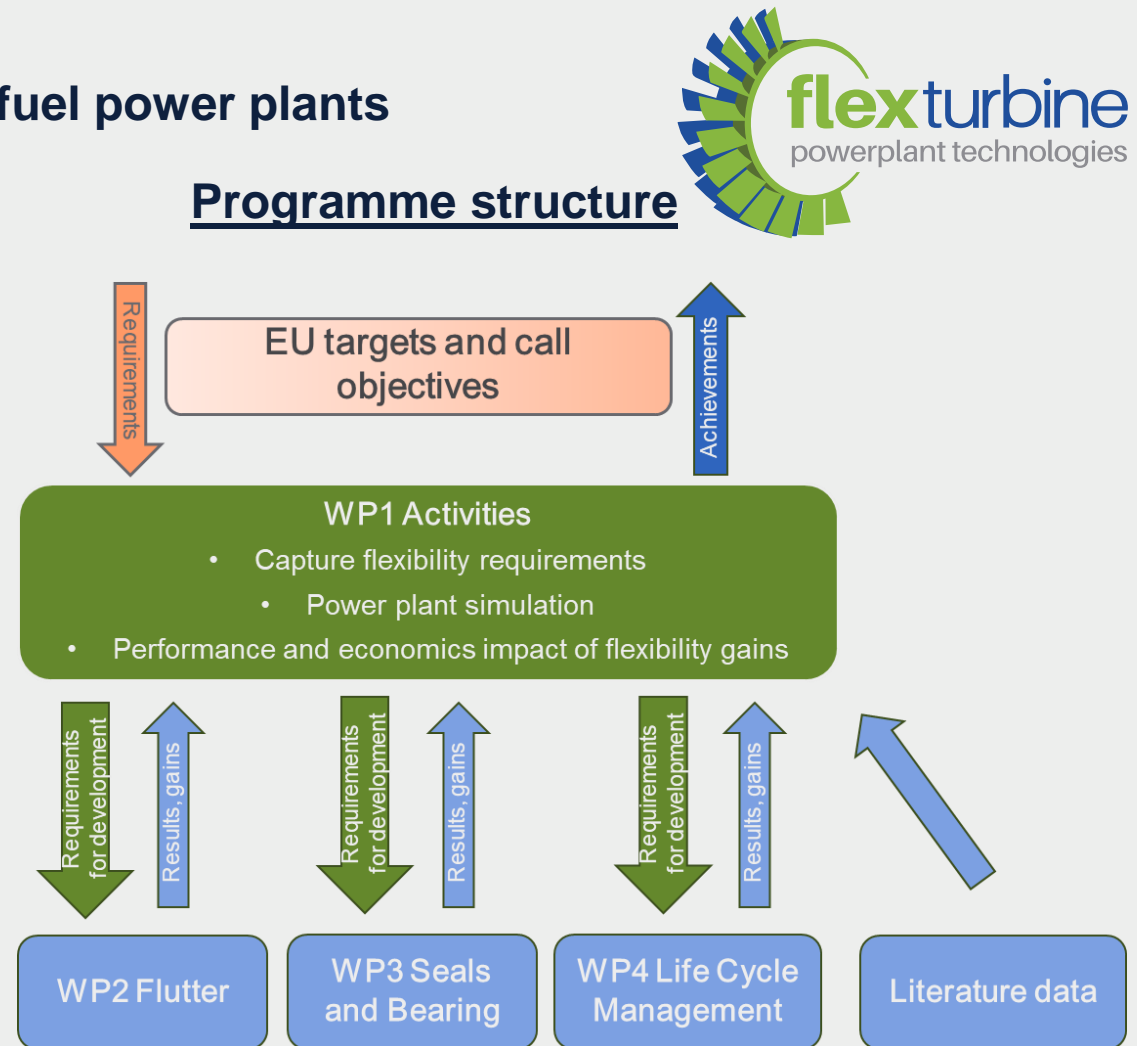 fuel power plants
flexturbine
powerplant technologies
Programme structure
Requirements
EU targets and call
objectives
Achievements
WP1 Activities
• Capture flexibility requirements
• Power plant simulation
• Performance and economics impact of flexibility gains
Requirements
for development
Results, gains
Requirements
for development
Results, gains
Requirements
for development
Results, gains
WP2 Flutter
WP3 Seals
and Bearing
WP4 Life Cycle
Management
Literature data